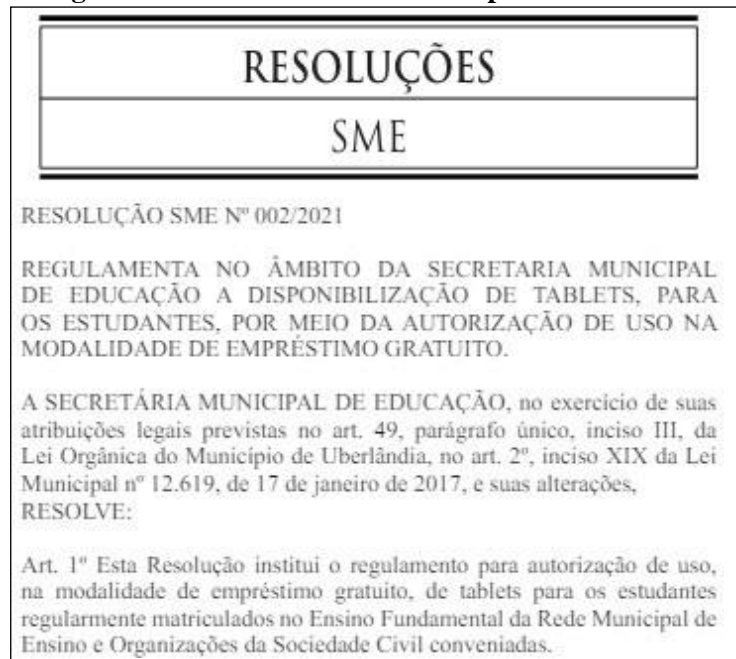 RESOLUÇÕES
SME
RESOLUÇÃO SME Nº 002/2021
REGULAMENTA NO ÂMBITO DA SECRETARIA MUNICIPAL
DE EDUCAÇÃO A DISPONIBILIZAÇÃO DE TABLETS, PARA
OS ESTUDANTES, POR MEIO DA AUTORIZAÇÃO DE USO NA
MODALIDADE DE EMPRÉSTIMO GRATUITO.
A SECRETÁRIA MUNICIPAL DE EDUCAÇÃO, no exercício de suas
atribuições legais previstas no art. 49, parágrafo único, inciso III, da
Lei Orgânica do Município de Uberlândia, no art. 2º, inciso XIX da Lei
Municipal nº 12.619, de 17 de janeiro de 2017, e suas alterações,
RESOLVE:
Art. 1º Esta Resolução institui o regulamento para autorização de uso,
na modalidade de empréstimo gratuito, de tablets para os estudantes
regularmente matriculados no Ensino Fundamental da Rede Municipal de
Ensino e Organizações da Sociedade Civil conveniadas.